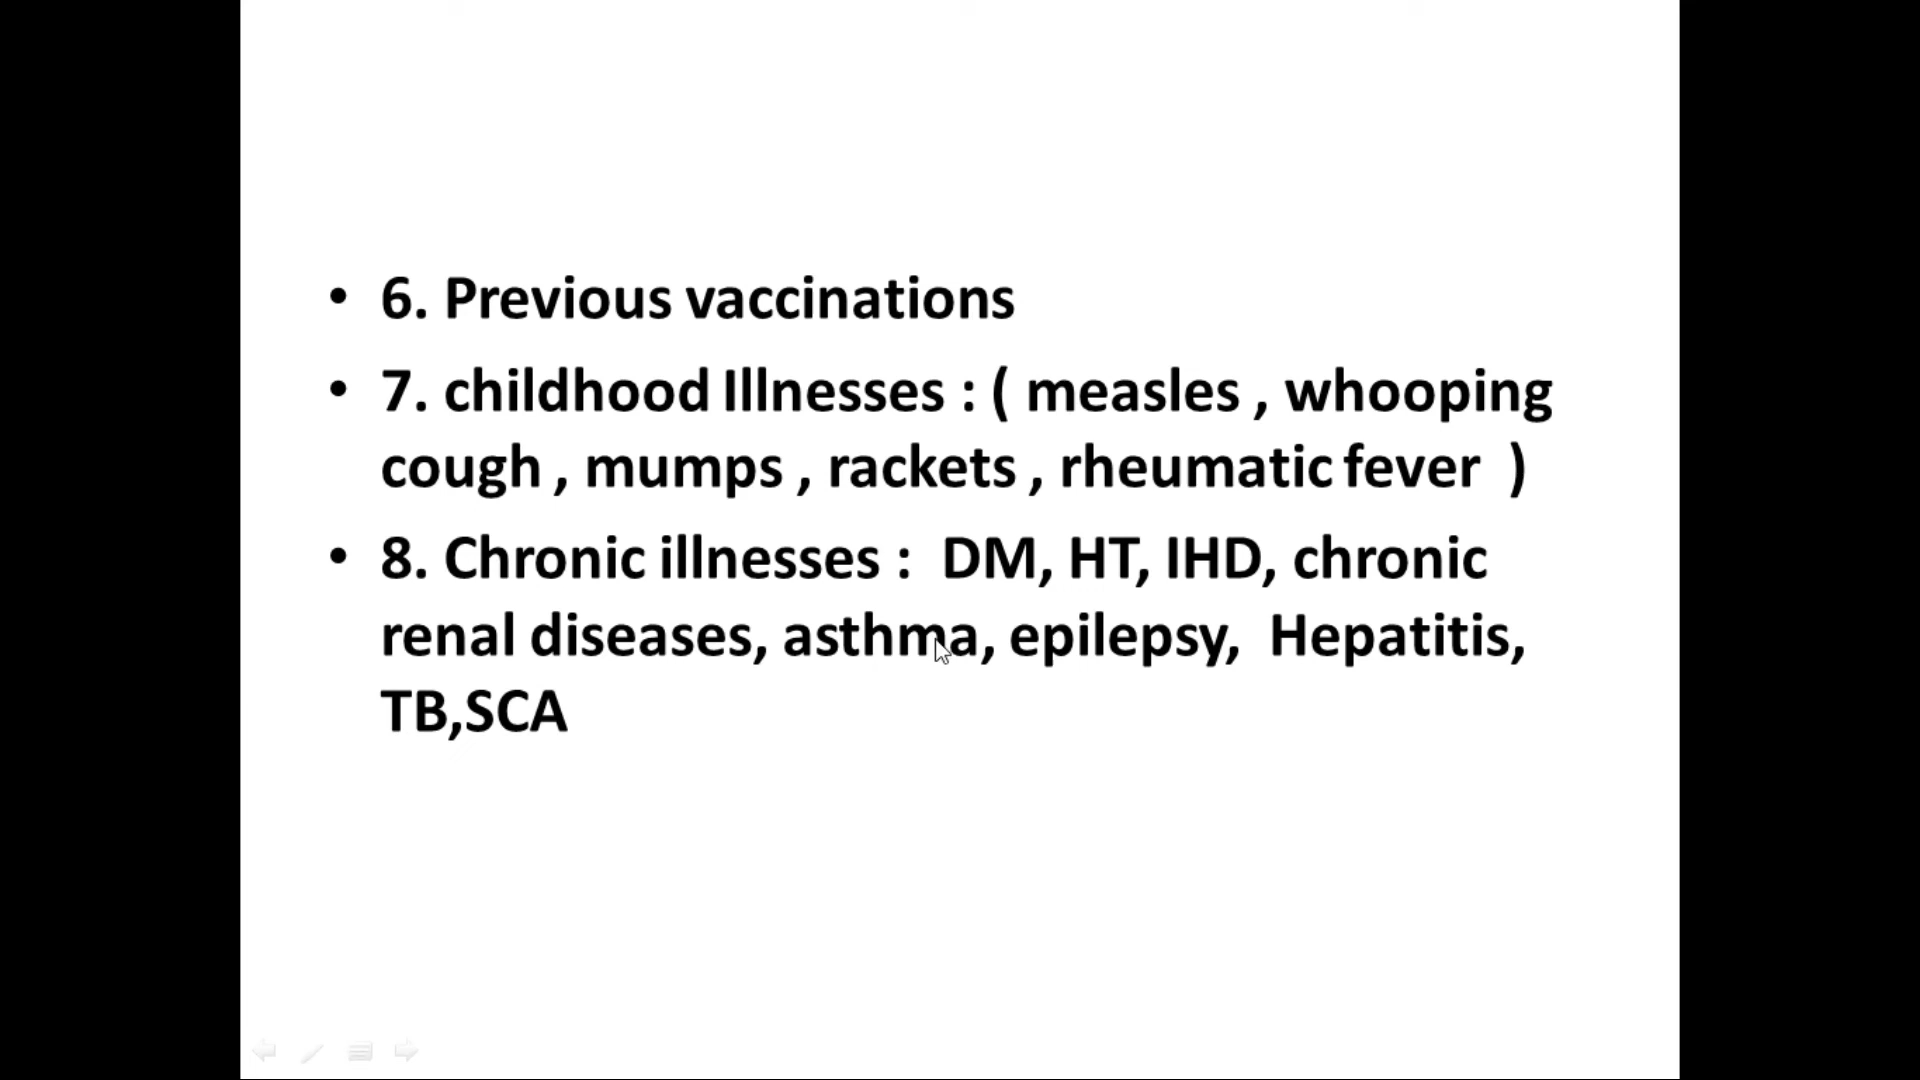 • 6. Previous vaccinations
• 7. childhood Illnesses : ( measles , whooping
cough , mumps , rackets , rheumatic fever )
• 8. Chronic illnesses : DM, HT, IHD, chronic
renal diseases, asthma, epilepsy, Hepatitis,
TB,SCA